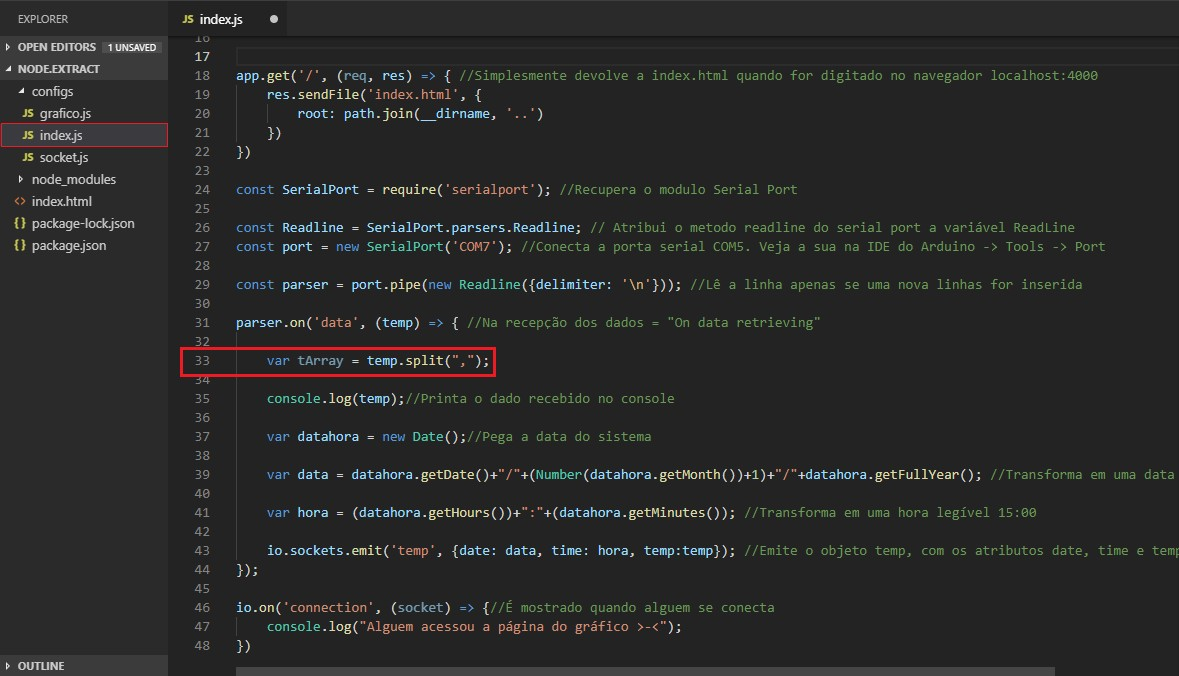 EXPLORER
OPEN EDITORS 1 UNSAVED
NODE.EXTRACT
configs
JS grafico.js
JS index.js
JS socket.js
node_modules
<> index.html
{} package-lock.json
{} package.json
OUTLINE
JS index.js
16
17
18 app.get('/', (req, res) => { //Simplesmente devolve a index.html quando for digitado no navegador localhost:4000
19 res.sendFile('index.html', {
20 root: path.join(__dirname, '..')
21 })
22 })
23
24 const SerialPort = require('serialport'); //Recupera o modulo Serial Port
25
26 const Readline = SerialPort.parsers.Readline; // Atribui o metodo readline do serial port a variável ReadLine
27 const port = new SerialPort('COM7'); //Conecta a porta serial COM5. Veja a sua na IDE do Arduino -> Tools -> Port
28
29 const parser = port.pipe(new Readline({delimiter: '\n'})); //Lê a linha apenas se uma nova linhas for inserida
30
31 parser.on('data', (temp) => { //Na recepção dos dados = "On data retrieving"
32
33 var tArray = temp.split(",");
34
35 console.log(temp);//Printa o dado recebido no console
36
37 var datahora = new Date();//Pega a data do sistema
38
39 var data = datahora.getDate()+"/"+(Number(datahora.getMonth())+1)+"/"+datahora.getFullYear(); //Transforma em uma data
40
41 var hora = (datahora.getHours())+":"+(datahora.getMinutes()); //Transforma em uma hora legível 15:00
42
43 io.sockets.emit('temp', {date: data, time: hora, temp:temp}); //Emite o objeto temp, com os atributos date, time e temp
44 });
45
46 io.on('connection', (socket) => {//É mostrado quando alguem se conecta
47 console.log("Alguem acessou a página do gráfico >-<");
48 })